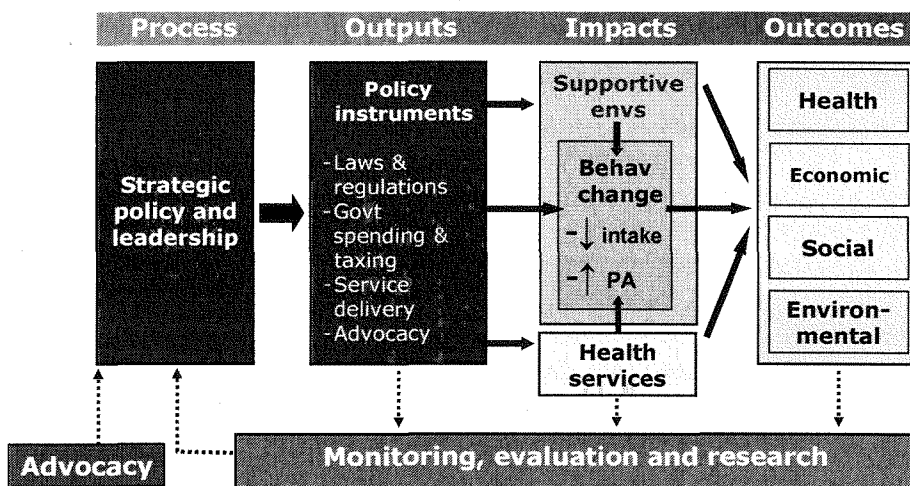 Process
Outputs
Impacts
Outcomes
Strategic
policy and
leadership
Policy
instruments
-Laws &
regulations
-Govt
spending &
taxing
-Service
delivery
-Advocacy
Supportive
envs
Behav
change
-↓ intake
-↑ PA
Health
services
Health
Economic
Social
Environ-
mental
Advocacy
Monitoring, evaluation and research